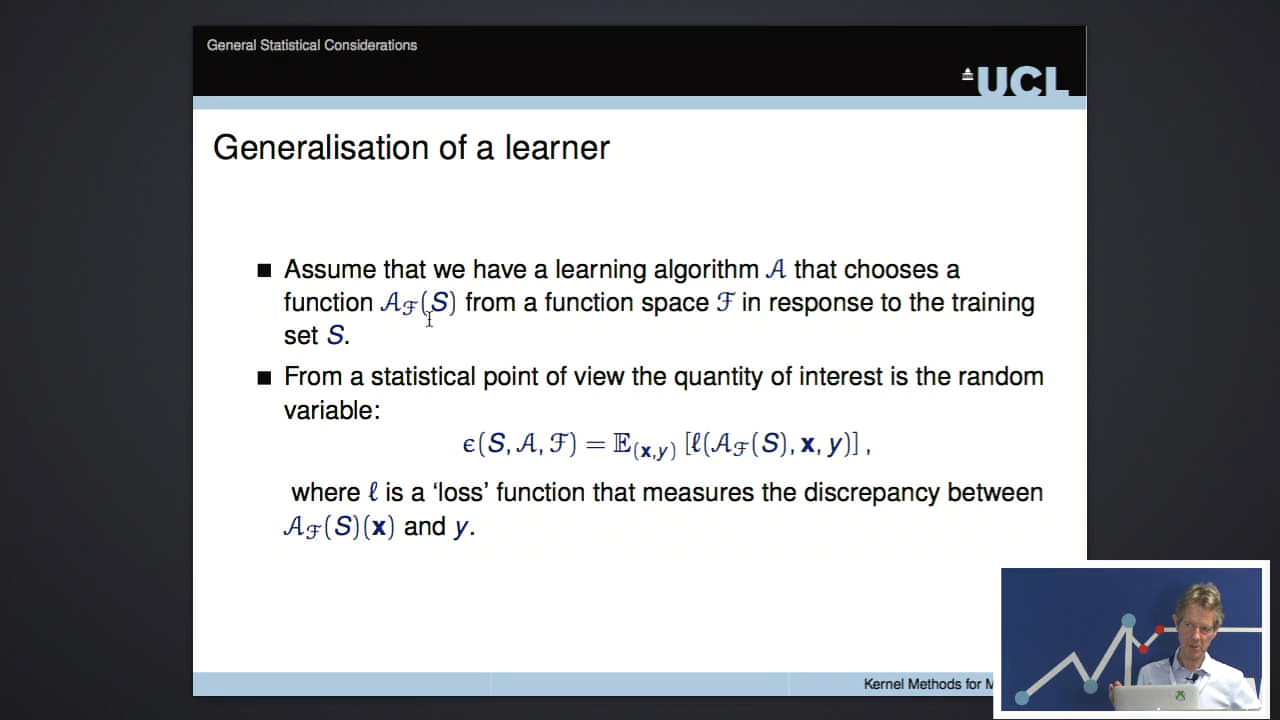 General Statistical Considerations
UCL
Generalisation of a learner
■ Assume that we have a learning algorithm 𝒜 that chooses a
function 𝒜_ℱ(S) from a function space ℱ in response to the training
set S.
■ From a statistical point of view the quantity of interest is the random
variable:
ϵ(S, 𝒜, ℱ) = 𝔼_(𝐱,y) [ℓ(𝒜_ℱ(S), 𝐱, y)] ,
where ℓ is a ‘loss’ function that measures the discrepancy between
𝒜_ℱ(S)(𝐱) and y.
Kernel Methods for M